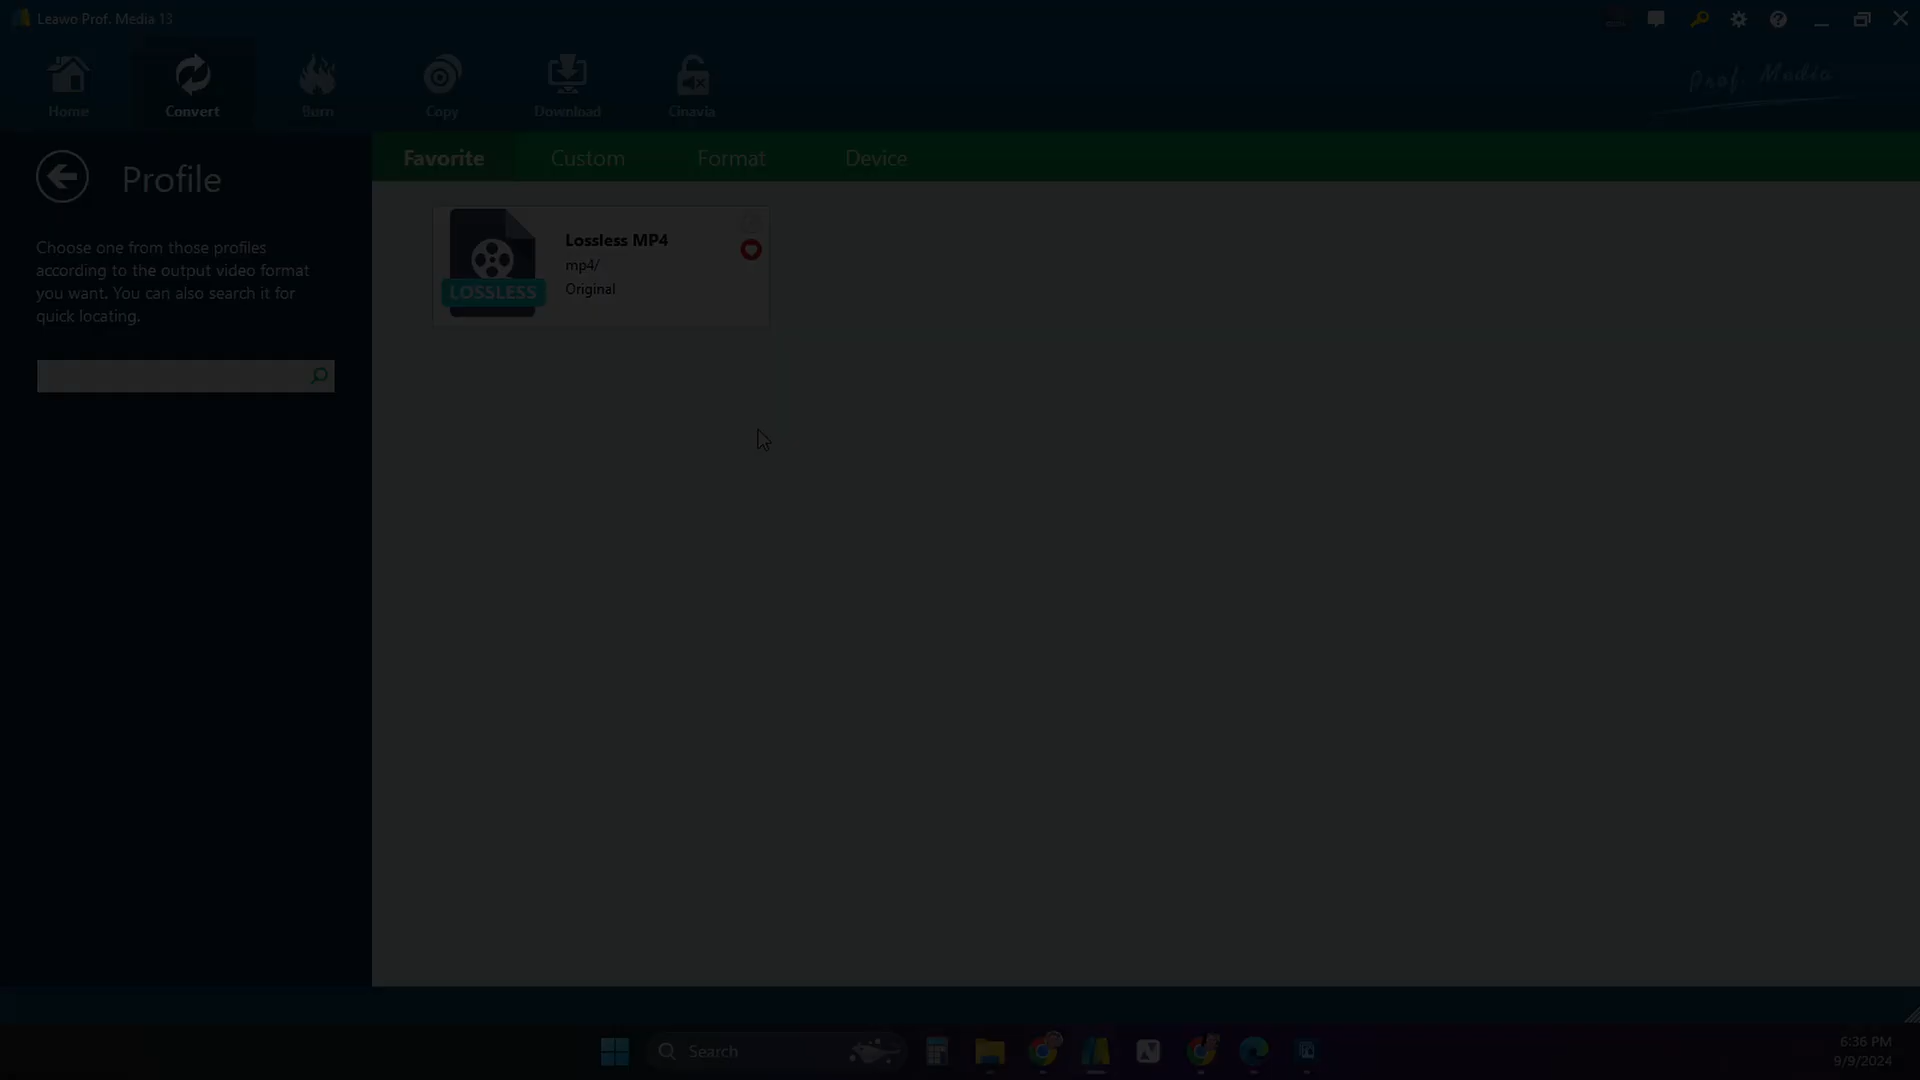 Leawo Prof. Media 13
Home
Convert
Burn
Copy
Download
Cinavia
Prof Media
Profile
Favorite
Custom
Format
Device
Choose one from those profiles
according to the output video format
you want. You can also search it for
quick locating.
LOSSLESS
Lossless MP4
mp4/
Original
Search
6:36 PM
9/9/2024